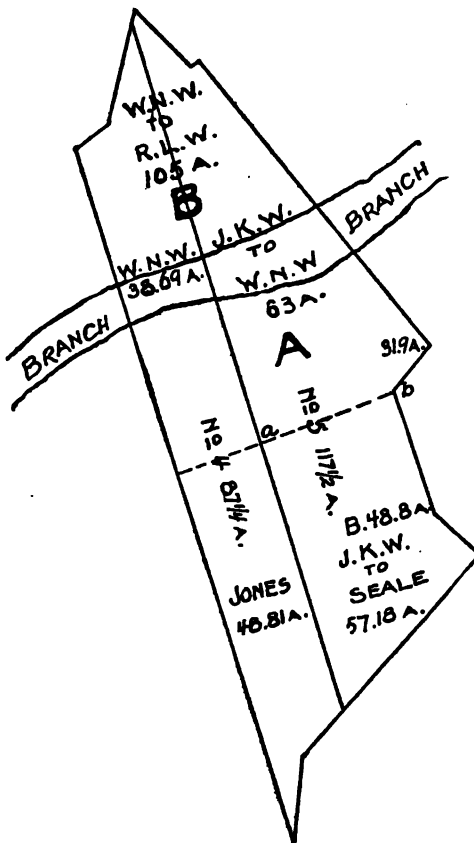 W.N.W.
TO
R.L.W.
105 A.
B
J.K.W.
TO
W.N.W
63 A.
W.N.W.
38.69 A.
BRANCH
BRANCH
A
31.9 A.
a
b
No 4 87¼ A.
No 5 117½ A.
B. 48.8 A.
J.K.W.
TO
SEALE
57.18 A.
JONES
48.81 A.